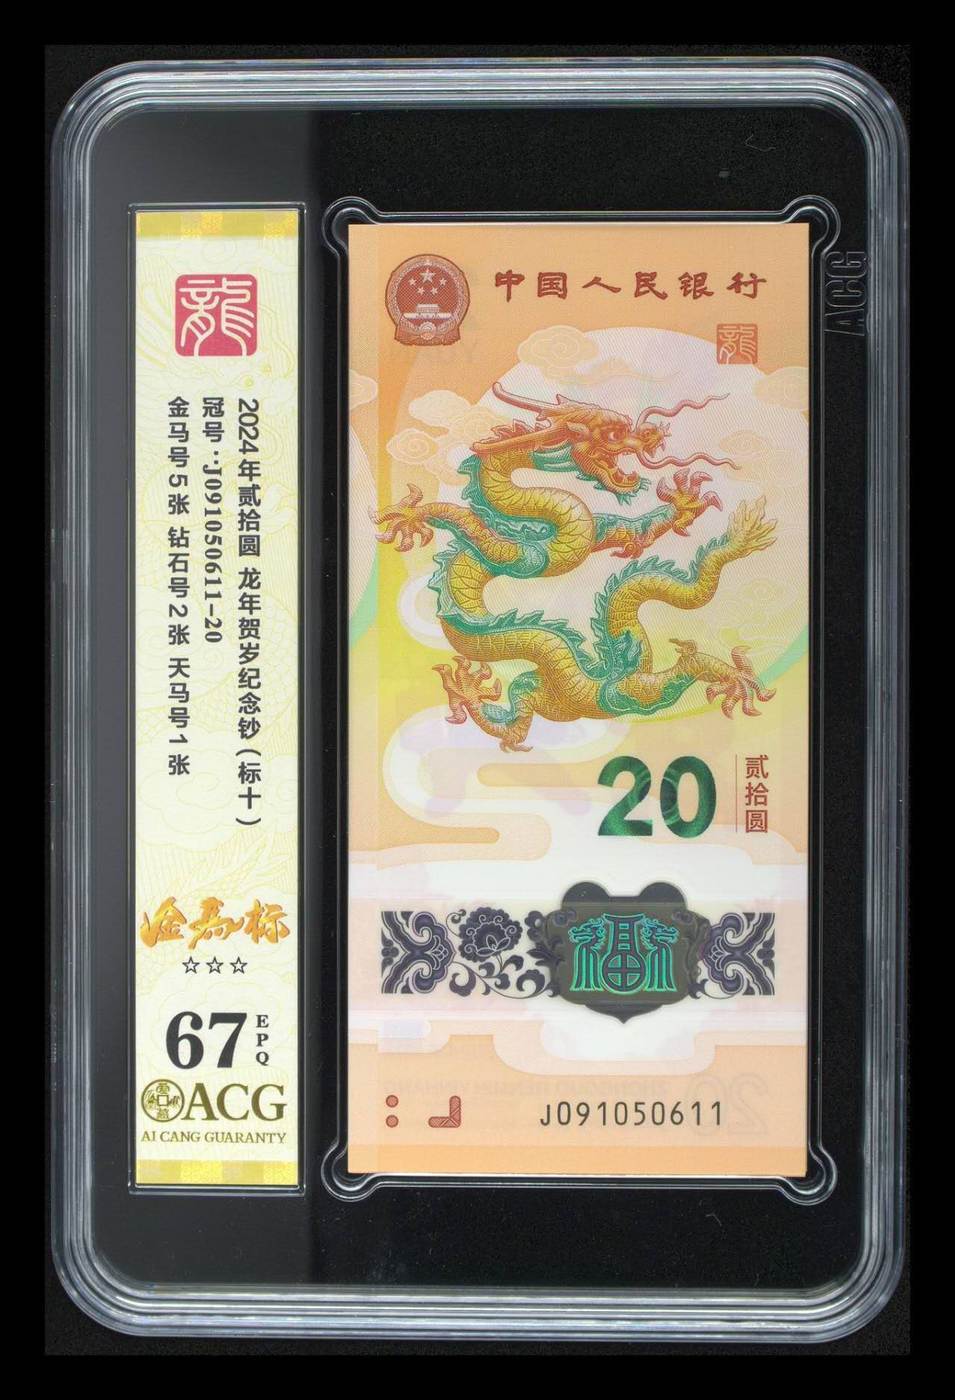 龍
2024年贰拾圆 龙年贺岁纪念钞(标十)
冠号:J091050611-20
金马号5张 钻石号2张 天马号1张
金马标
☆☆☆
67 EPQ
ACG
AI CANG GUARANTY
中国人民银行
龍
20 贰拾圆
福
J091050611
ACG